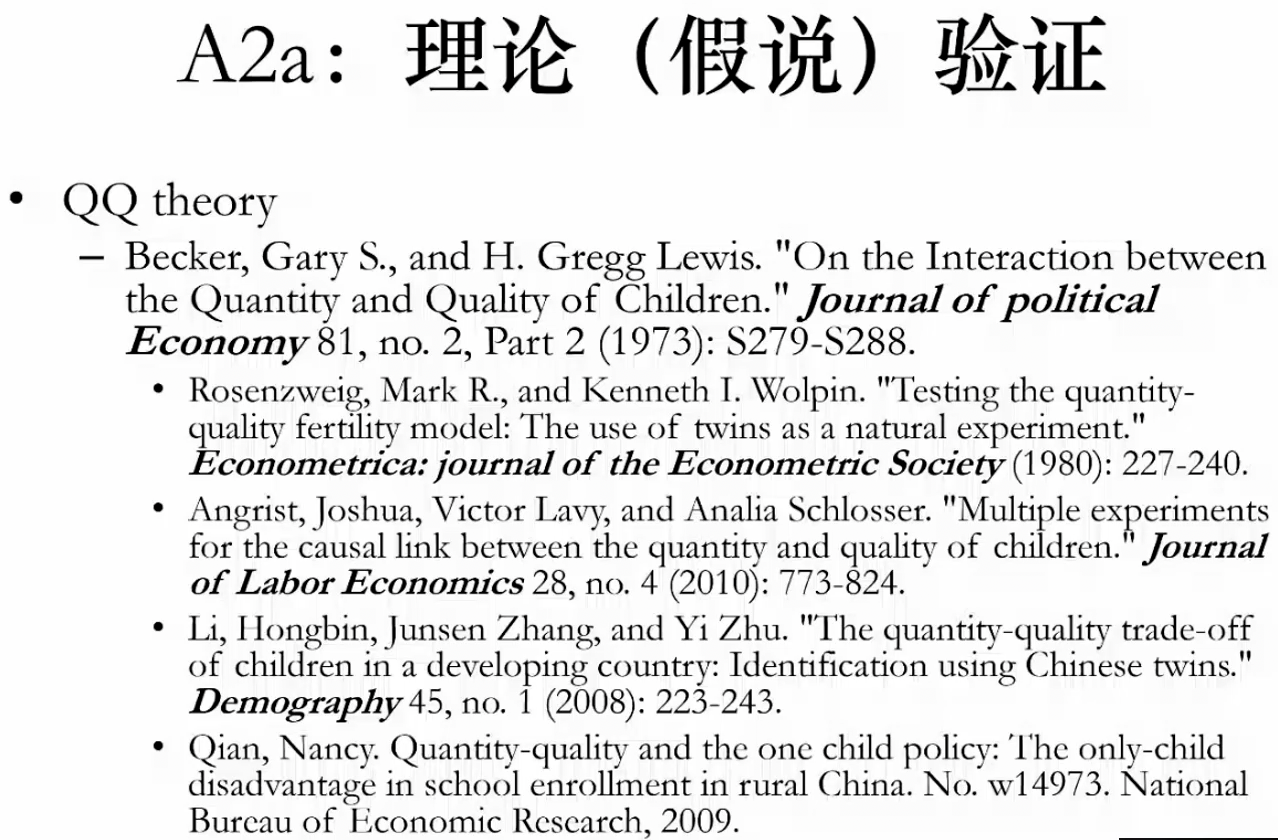 A2a：理论（假说）验证
• QQ theory
– Becker, Gary S., and H. Gregg Lewis. "On the Interaction between
the Quantity and Quality of Children." Journal of political
Economy 81, no. 2, Part 2 (1973): S279-S288.
• Rosenzweig, Mark R., and Kenneth I. Wolpin. "Testing the quantity-
quality fertility model: The use of twins as a natural experiment."
Econometrica: journal of the Econometric Society (1980): 227-240.
• Angrist, Joshua, Victor Lavy, and Analia Schlosser. "Multiple experiments
for the causal link between the quantity and quality of children." Journal
of Labor Economics 28, no. 4 (2010): 773-824.
• Li, Hongbin, Junsen Zhang, and Yi Zhu. "The quantity-quality trade-off
of children in a developing country: Identification using Chinese twins."
Demography 45, no. 1 (2008): 223-243.
• Qian, Nancy. Quantity-quality and the one child policy: The only-child
disadvantage in school enrollment in rural China. No. w14973. National
Bureau of Economic Research, 2009.